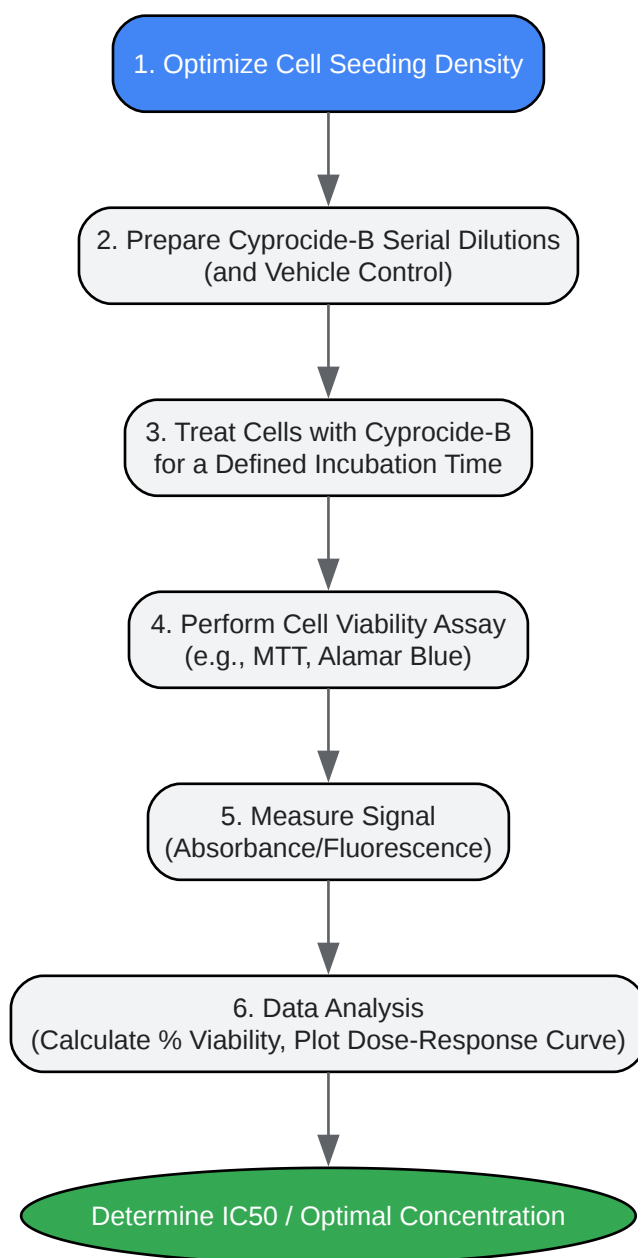 1. Optimize Cell Seeding Density
2. Prepare Cyprocide-B Serial Dilutions
(and Vehicle Control)
3. Treat Cells with Cyprocide-B
for a Defined Incubation Time
4. Perform Cell Viability Assay
(e.g., MTT, Alamar Blue)
5. Measure Signal
(Absorbance/Fluorescence)
6. Data Analysis
(Calculate % Viability, Plot Dose-Response Curve)
Determine IC50 / Optimal Concentration